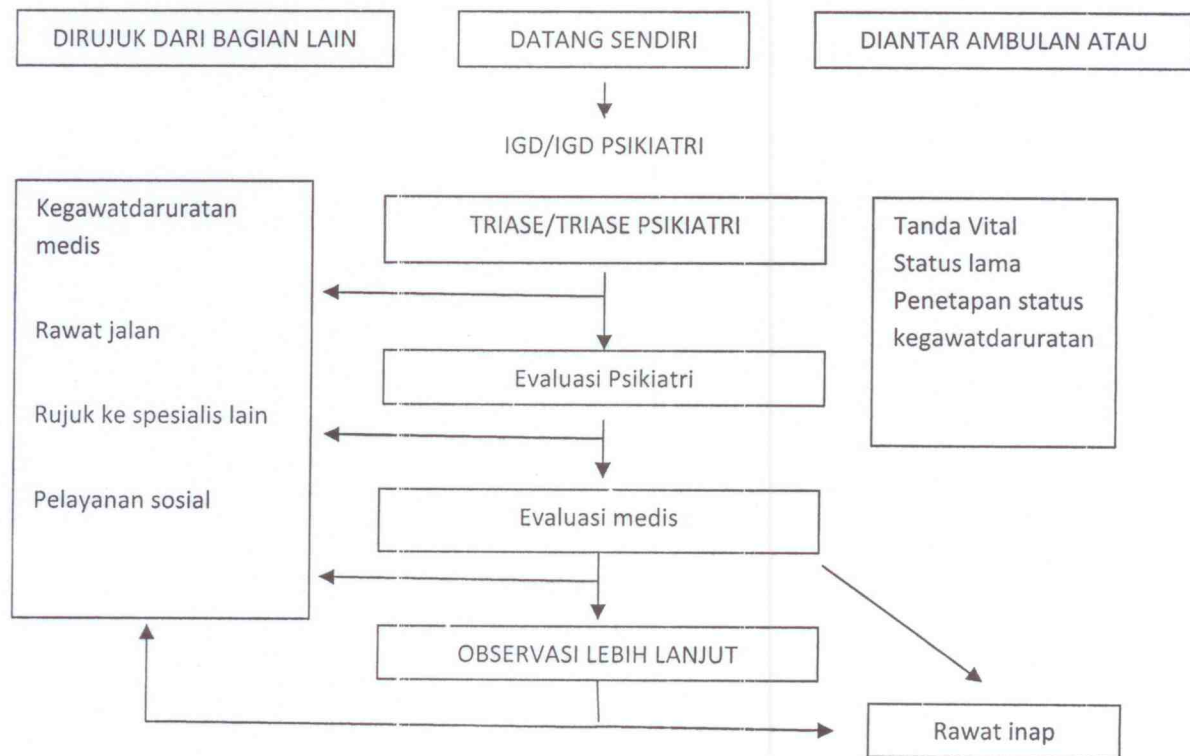 DIRUJUK DARI BAGIAN LAIN
DATANG SENDIRI
DIANTAR AMBULAN ATAU
IGD/IGD PSIKIATRI
TRIASE/TRIASE PSIKIATRI
Kegawatdaruratan
medis
Rawat jalan
Rujuk ke spesialis lain
Pelayanan sosial
Tanda Vital
Status lama
Penetapan status
kegawatdaruratan
Evaluasi Psikiatri
Evaluasi medis
OBSERVASI LEBIH LANJUT
Rawat inap